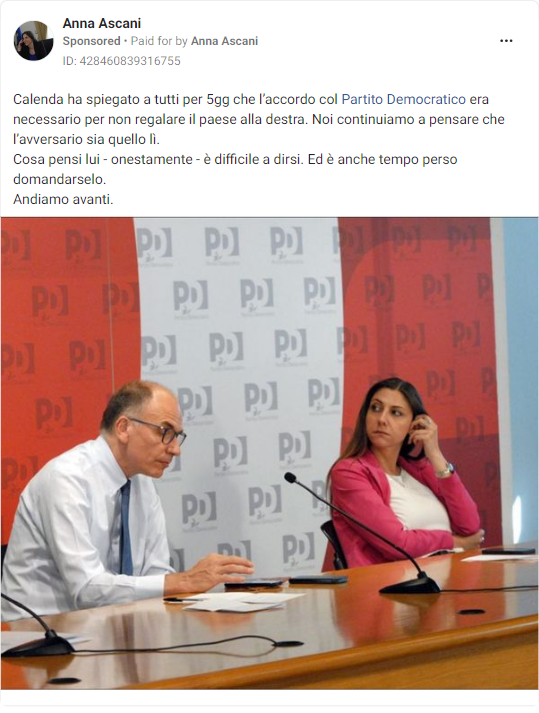 Anna Ascani
Sponsored • Paid for by Anna Ascani
ID: 428460839316755
Calenda ha spiegato a tutti per 5gg che l'accordo col Partito Democratico era
necessario per non regalare il paese alla destra. Noi continuiamo a pensare che
l'avversario sia quello lì.
Cosa pensi lui - onestamente - è difficile a dirsi. Ed è anche tempo perso
domandarselo.
Andiamo avanti.
PD